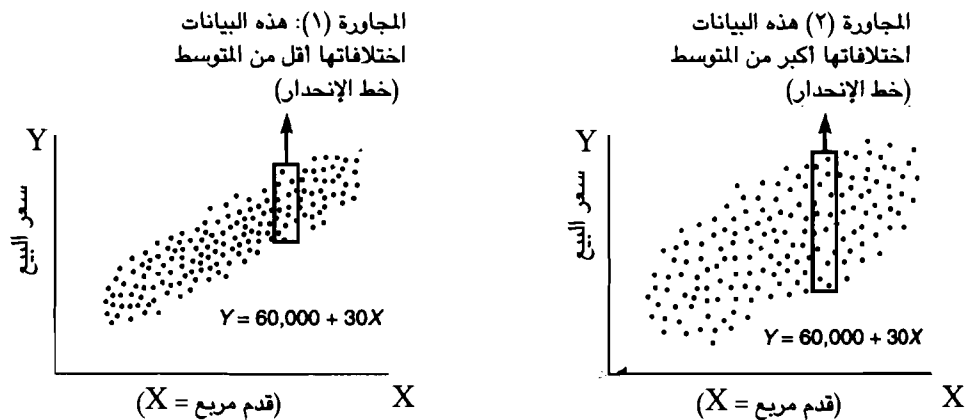 المجاورة (١): هذه البيانات
اختلافاتها أقل من المتوسط
(خط الإنحدار)
Y
سعر البيع
Y = 60,000 + 30X
(X = قدم مربع)
X
المجاورة (٢) هذه البيانات
اختلافاتها أكبر من المتوسط
(خط الإنحدار)
Y
سعر البيع
Y = 60,000 + 30X
(X = قدم مربع)
X